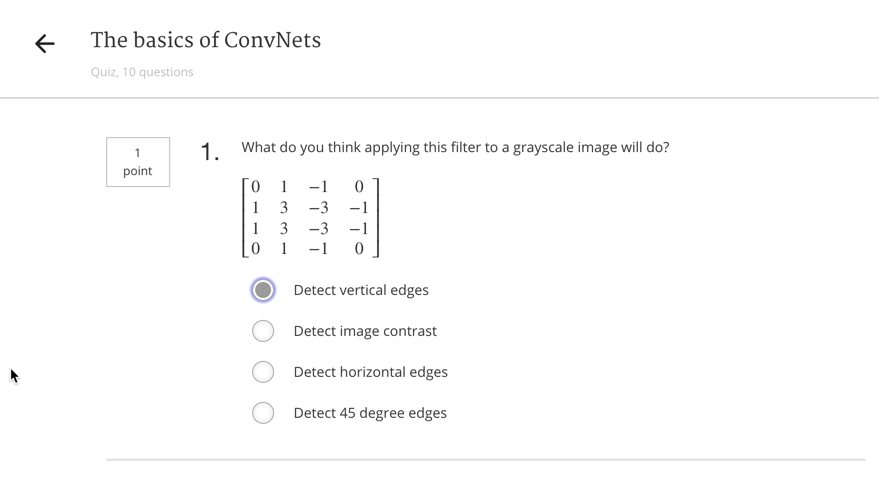 The basics of ConvNets
Quiz, 10 questions
1
point
1.
What do you think applying this filter to a grayscale image will do?
0 1 −1 0
1 3 −3 −1
1 3 −3 −1
0 1 −1 0
Detect vertical edges
Detect image contrast
Detect horizontal edges
Detect 45 degree edges